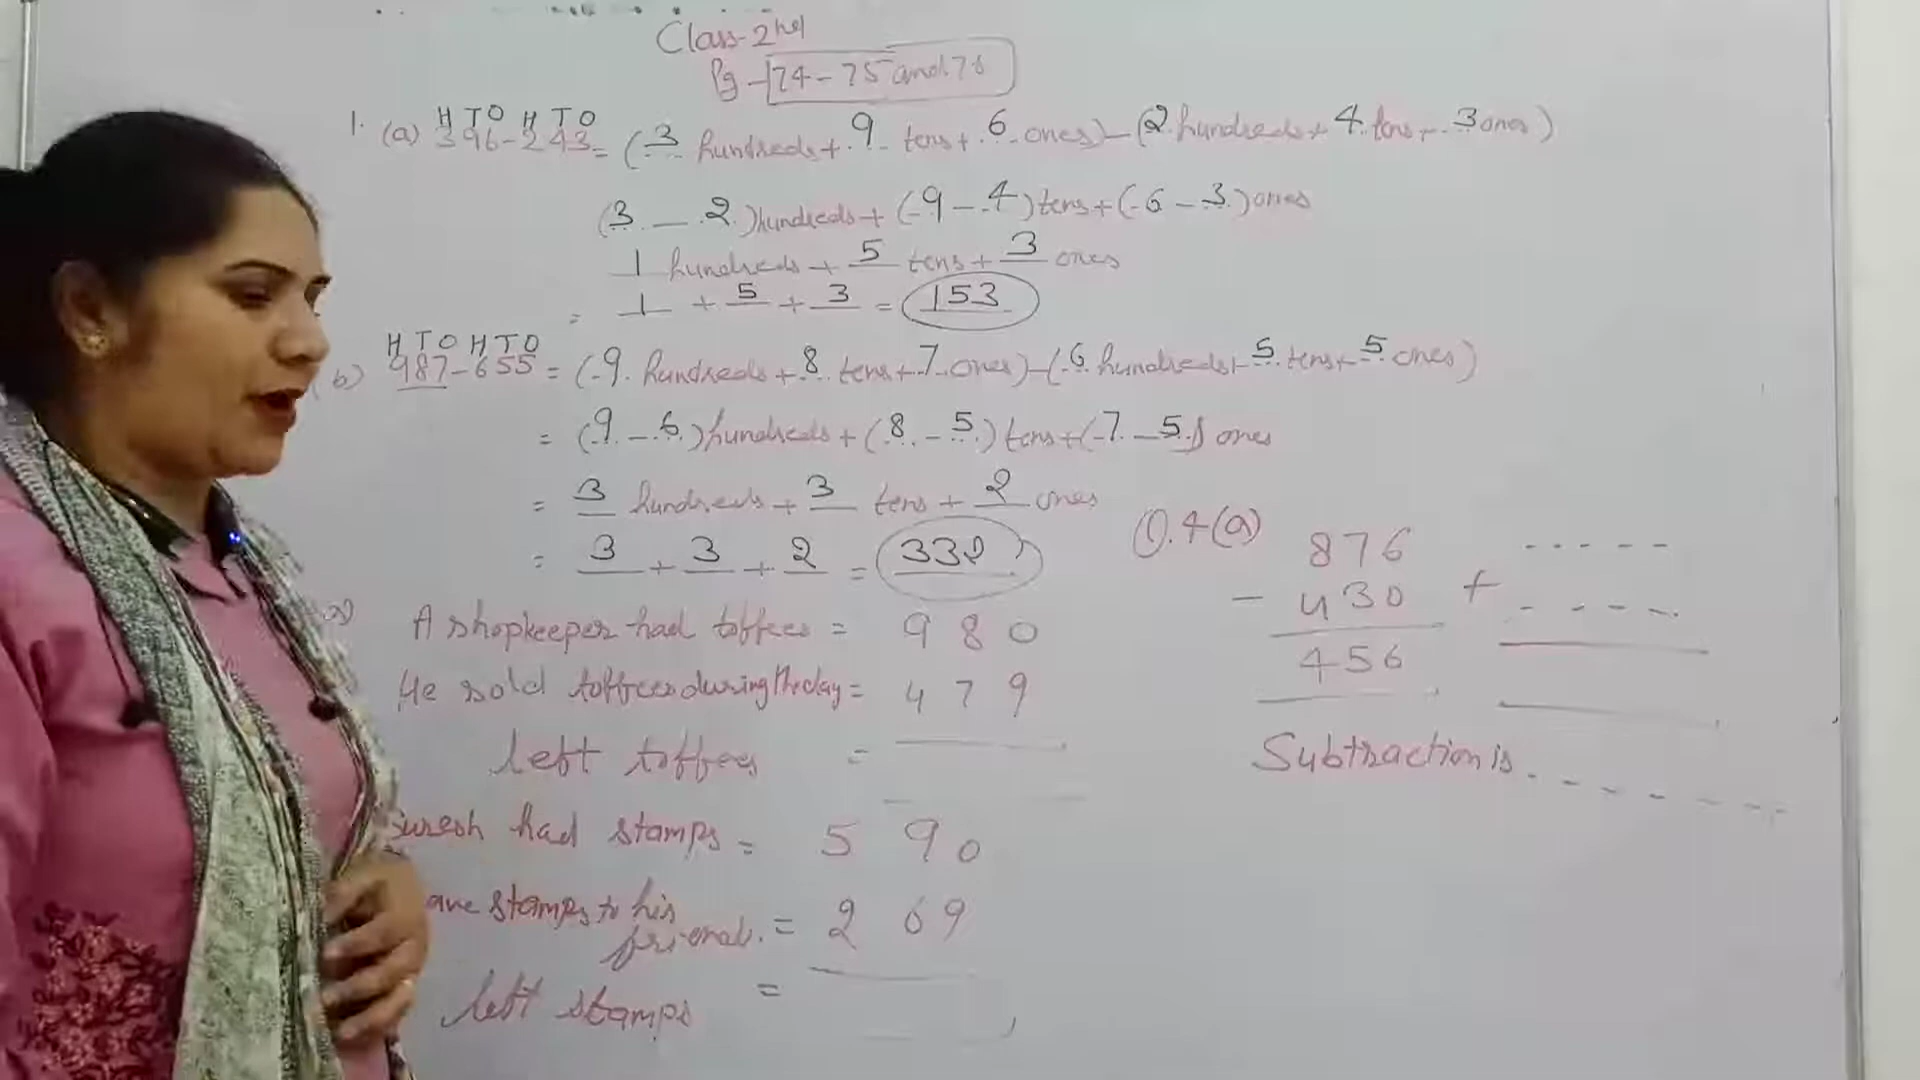 Class-2nd
Pg - 74-75 and 76
H T O H T O
1. (a) 396-243= (3 hundreds+ 9 tens+ 6 ones)-(2 hundreds+ 4 tens+ 3 ones)
(3 - 2)hundreds+(9-4)tens+(6-3)ones
1 hundreds+ 5 tens+ 3 ones
= 1 + 5 + 3 = 153
H T O H T O
b) 987-655 = (9 hundreds+8 tens+7 ones)-(6 hundreds+5 tens+5 ones)
= (9-6)hundreds+(8-5)tens+(7-5) ones
= 3 hundreds + 3 tens + 2 ones
= 3 + 3 + 2 = 332
A shopkeeper had toffees = 980
He sold toffees during the day = 479
left toffees =
Suresh had stamps = 590
ave stamps to his friend. = 269
left stamps =
Q.4(a) 876
- 430 +
456
Subtraction is